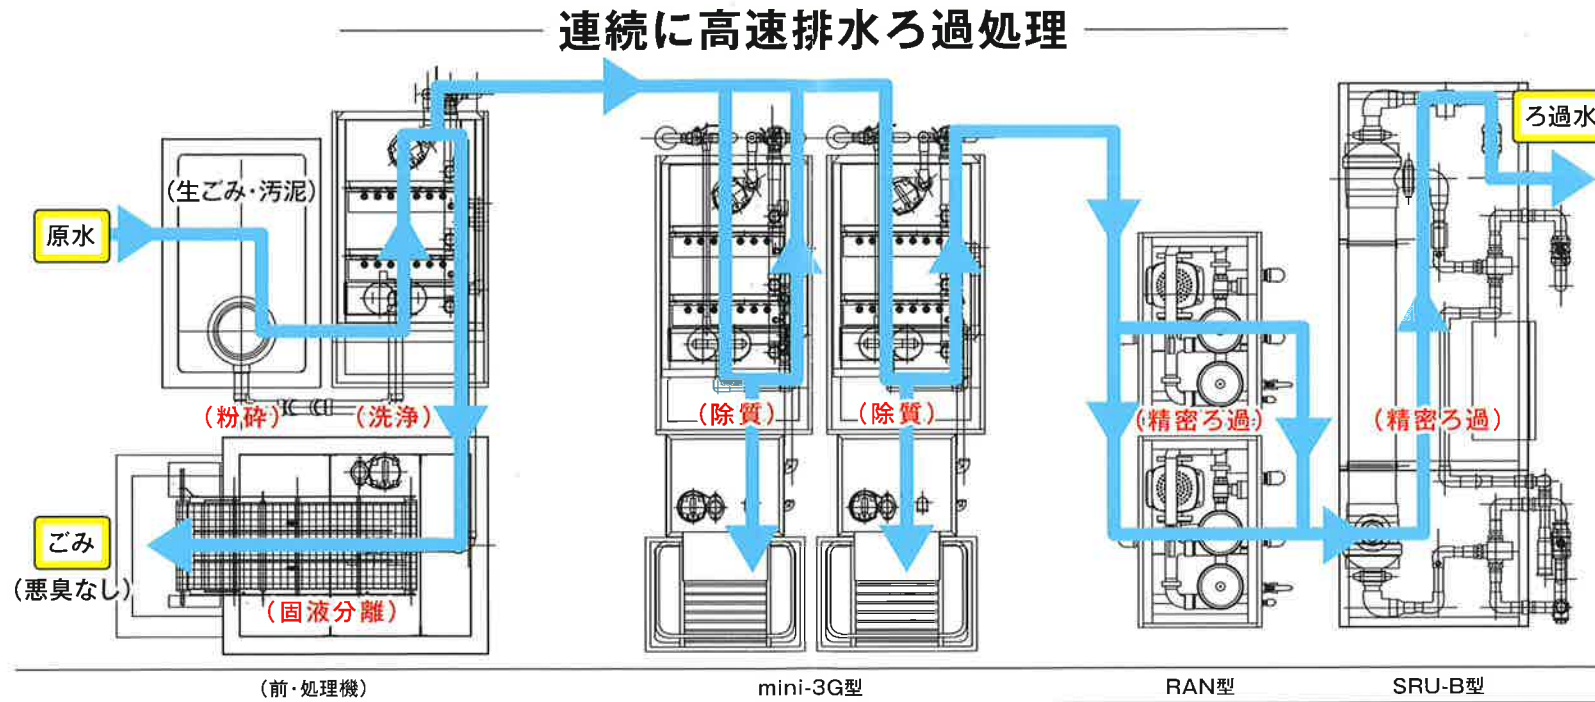 連続に高速排水ろ過処理
ろ過水
(生ごみ・汚泥)
原水
(粉砕)
(洗浄)
(除質)
(除質)
(精密ろ過)
(精密ろ過)
ごみ
(悪臭なし)
(固液分離)
(前・処理機)
mini-3G型
RAN型
SRU-B型